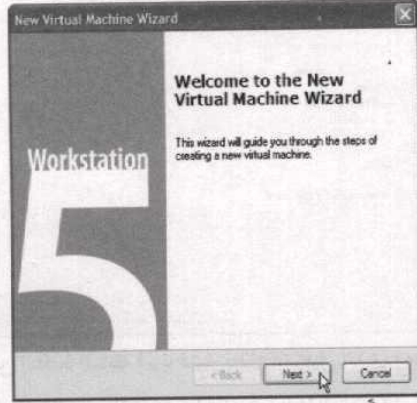 New Virtual Machine Wizard
Welcome to the New
Virtual Machine Wizard
This wizard will guide you through the steps of
creating a new virtual machine.
Workstation
5
< Back
Next >
Cancel